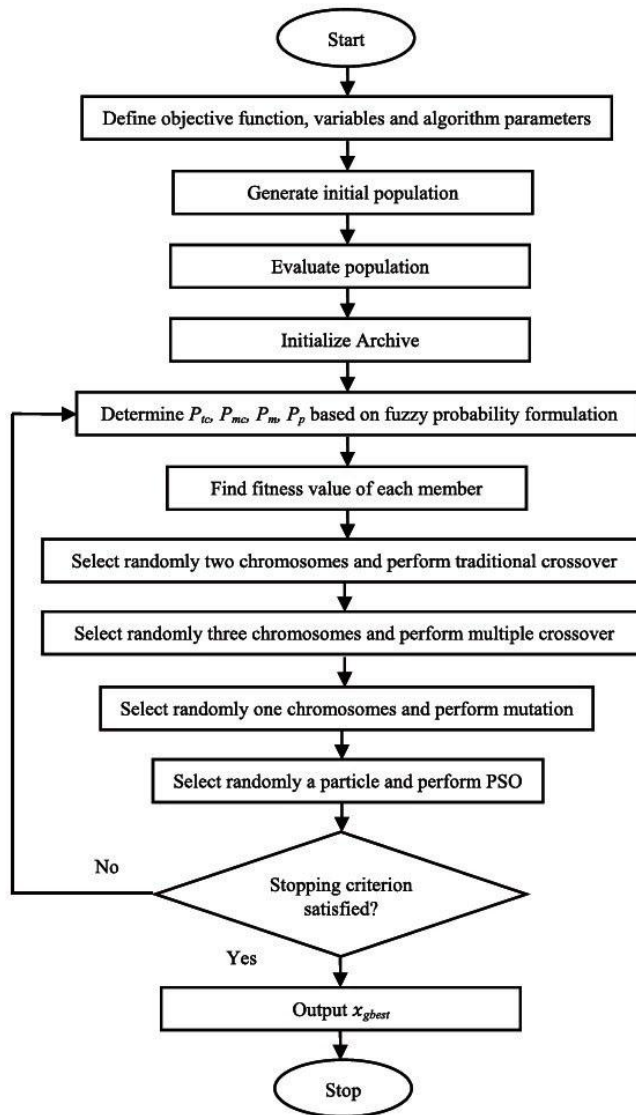 Start
Define objective function, variables and algorithm parameters
Generate initial population
Evaluate population
Initialize Archive
Determine P_tc, P_mc, P_m, P_p based on fuzzy probability formulation
Find fitness value of each member
Select randomly two chromosomes and perform traditional crossover
Select randomly three chromosomes and perform multiple crossover
Select randomly one chromosomes and perform mutation
Select randomly a particle and perform PSO
No
Stopping criterion
satisfied?
Yes
Output x_gbest
Stop